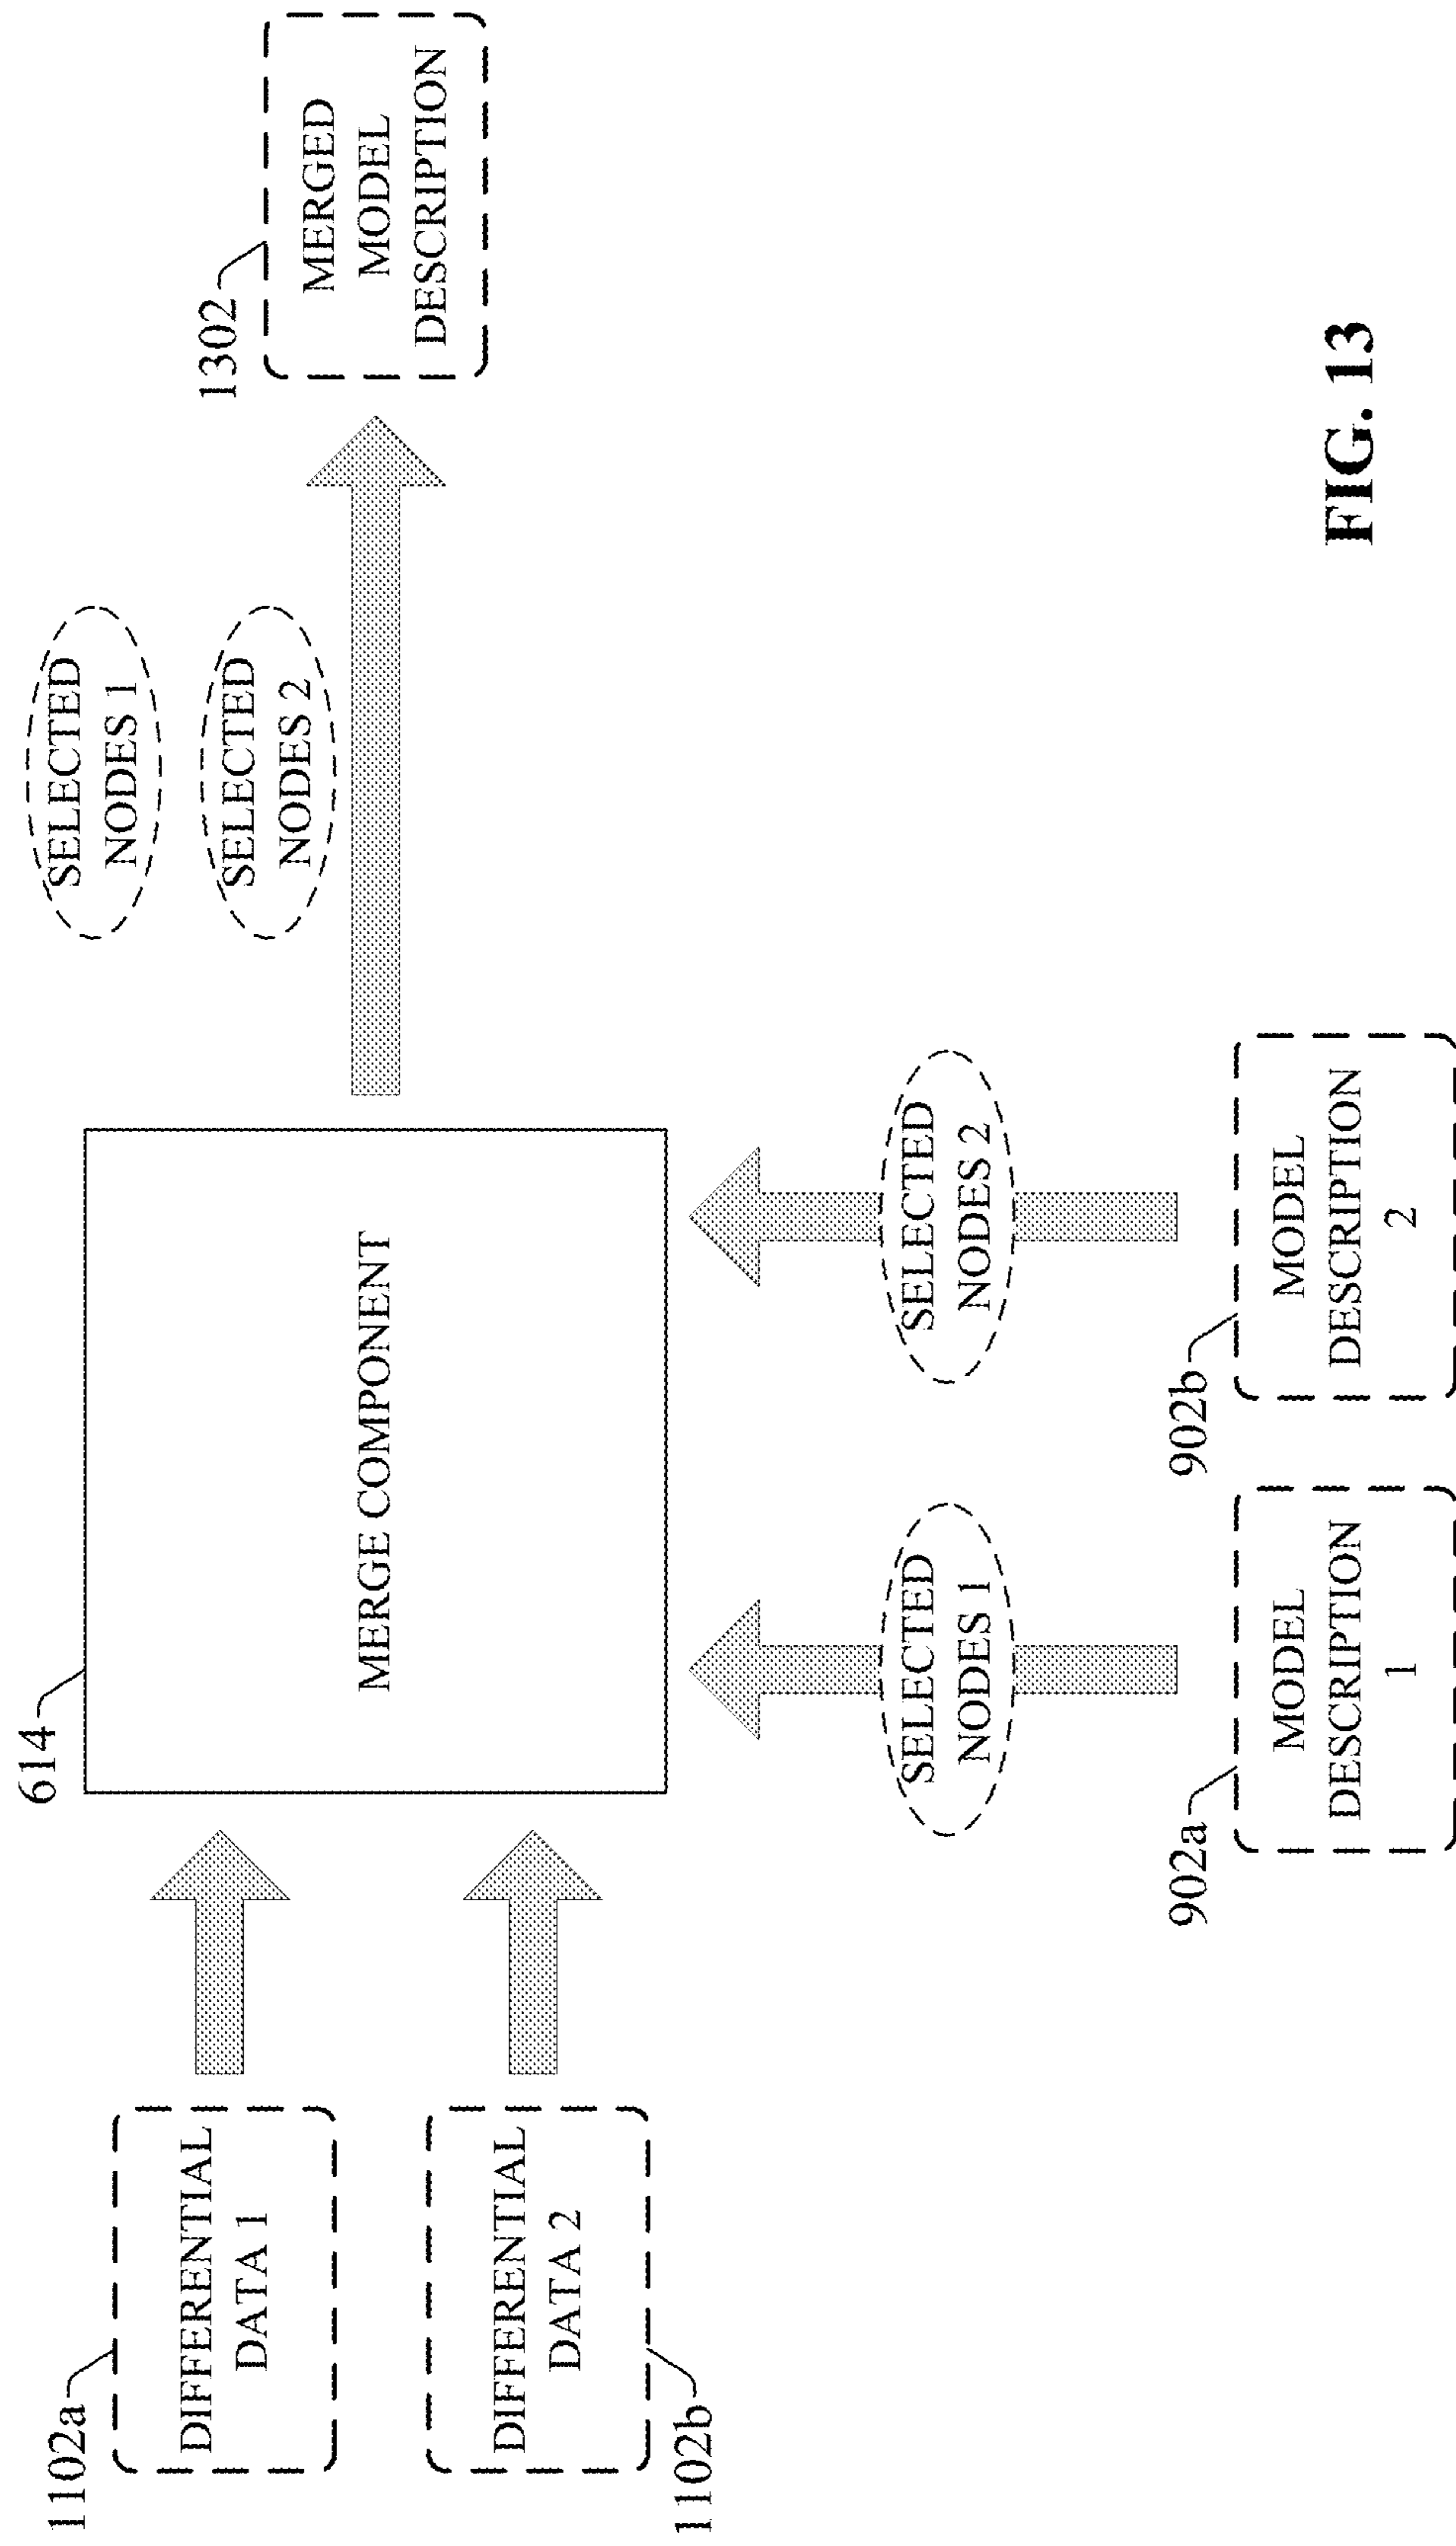 1102a
DIFFERENTIAL
DATA 1
DIFFERENTIAL
DATA 2
1102b
614
MERGE COMPONENT
SELECTED
NODES 1
SELECTED
NODES 2
1302
MERGED
MODEL
DESCRIPTION
SELECTED
NODES 1
SELECTED
NODES 2
902a
MODEL
DESCRIPTION
1
902b
MODEL
DESCRIPTION
2
FIG. 13